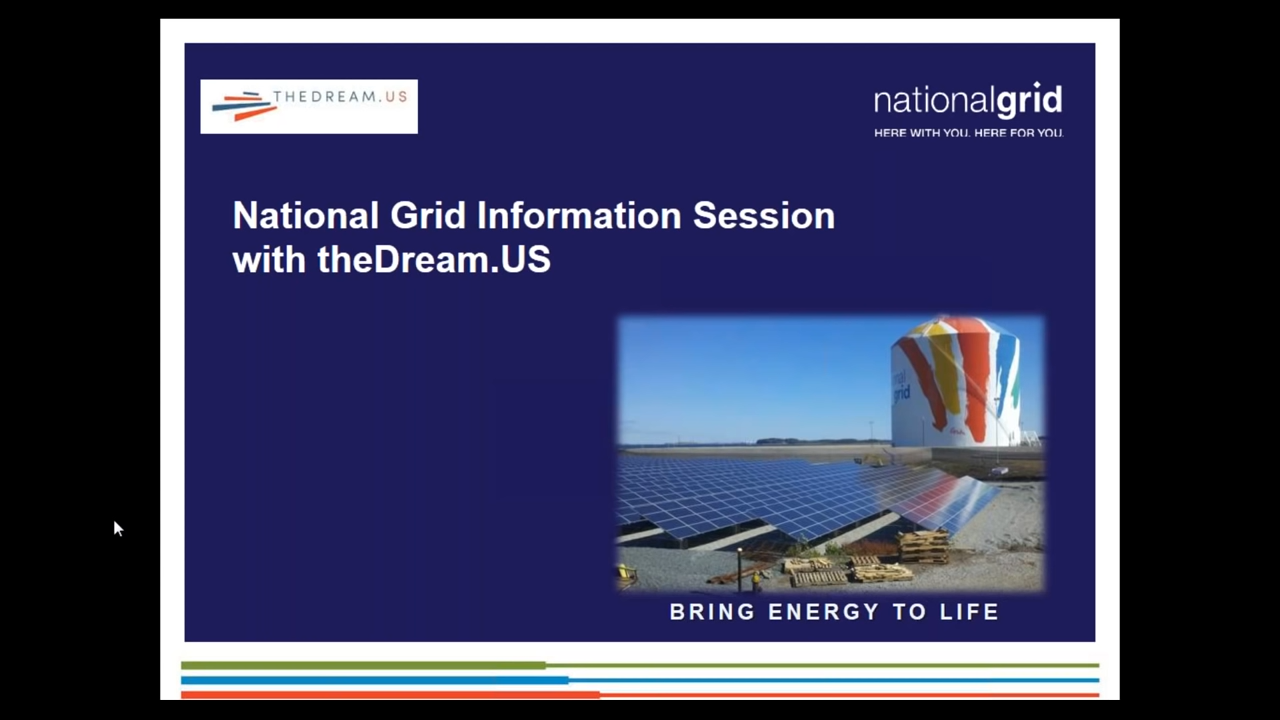 THEDREAM.US
nationalgrid
HERE WITH YOU. HERE FOR YOU.
National Grid Information Session
with theDream.US
grid
BRING ENERGY TO LIFE